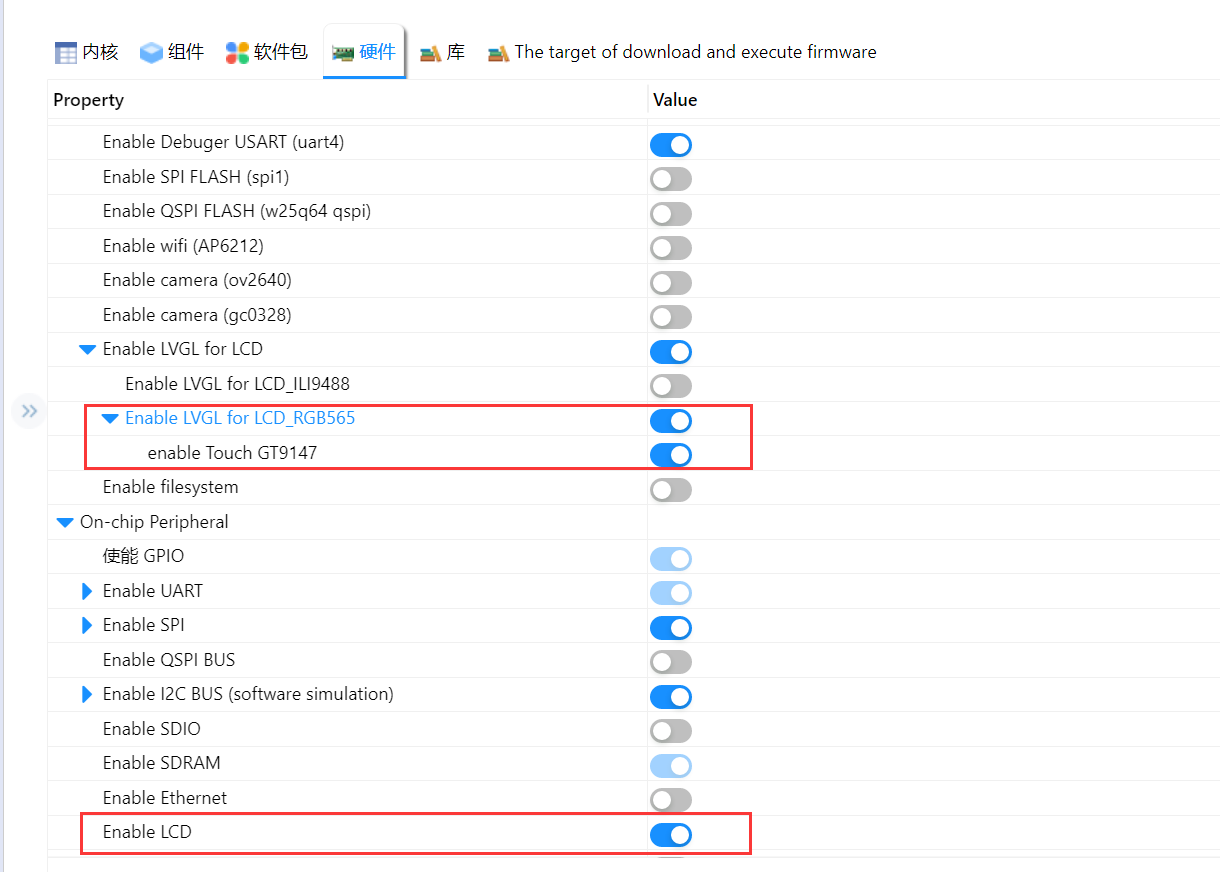 内核 组件 软件包 硬件 库 The target of download and execute firmware
Property Value
Enable Debuger USART (uart4)
Enable SPI FLASH (spi1)
Enable QSPI FLASH (w25q64 qspi)
Enable wifi (AP6212)
Enable camera (ov2640)
Enable camera (gc0328)
Enable LVGL for LCD
Enable LVGL for LCD_ILI9488
Enable LVGL for LCD_RGB565
enable Touch GT9147
Enable filesystem
On-chip Peripheral
使能 GPIO
Enable UART
Enable SPI
Enable QSPI BUS
Enable I2C BUS (software simulation)
Enable SDIO
Enable SDRAM
Enable Ethernet
Enable LCD